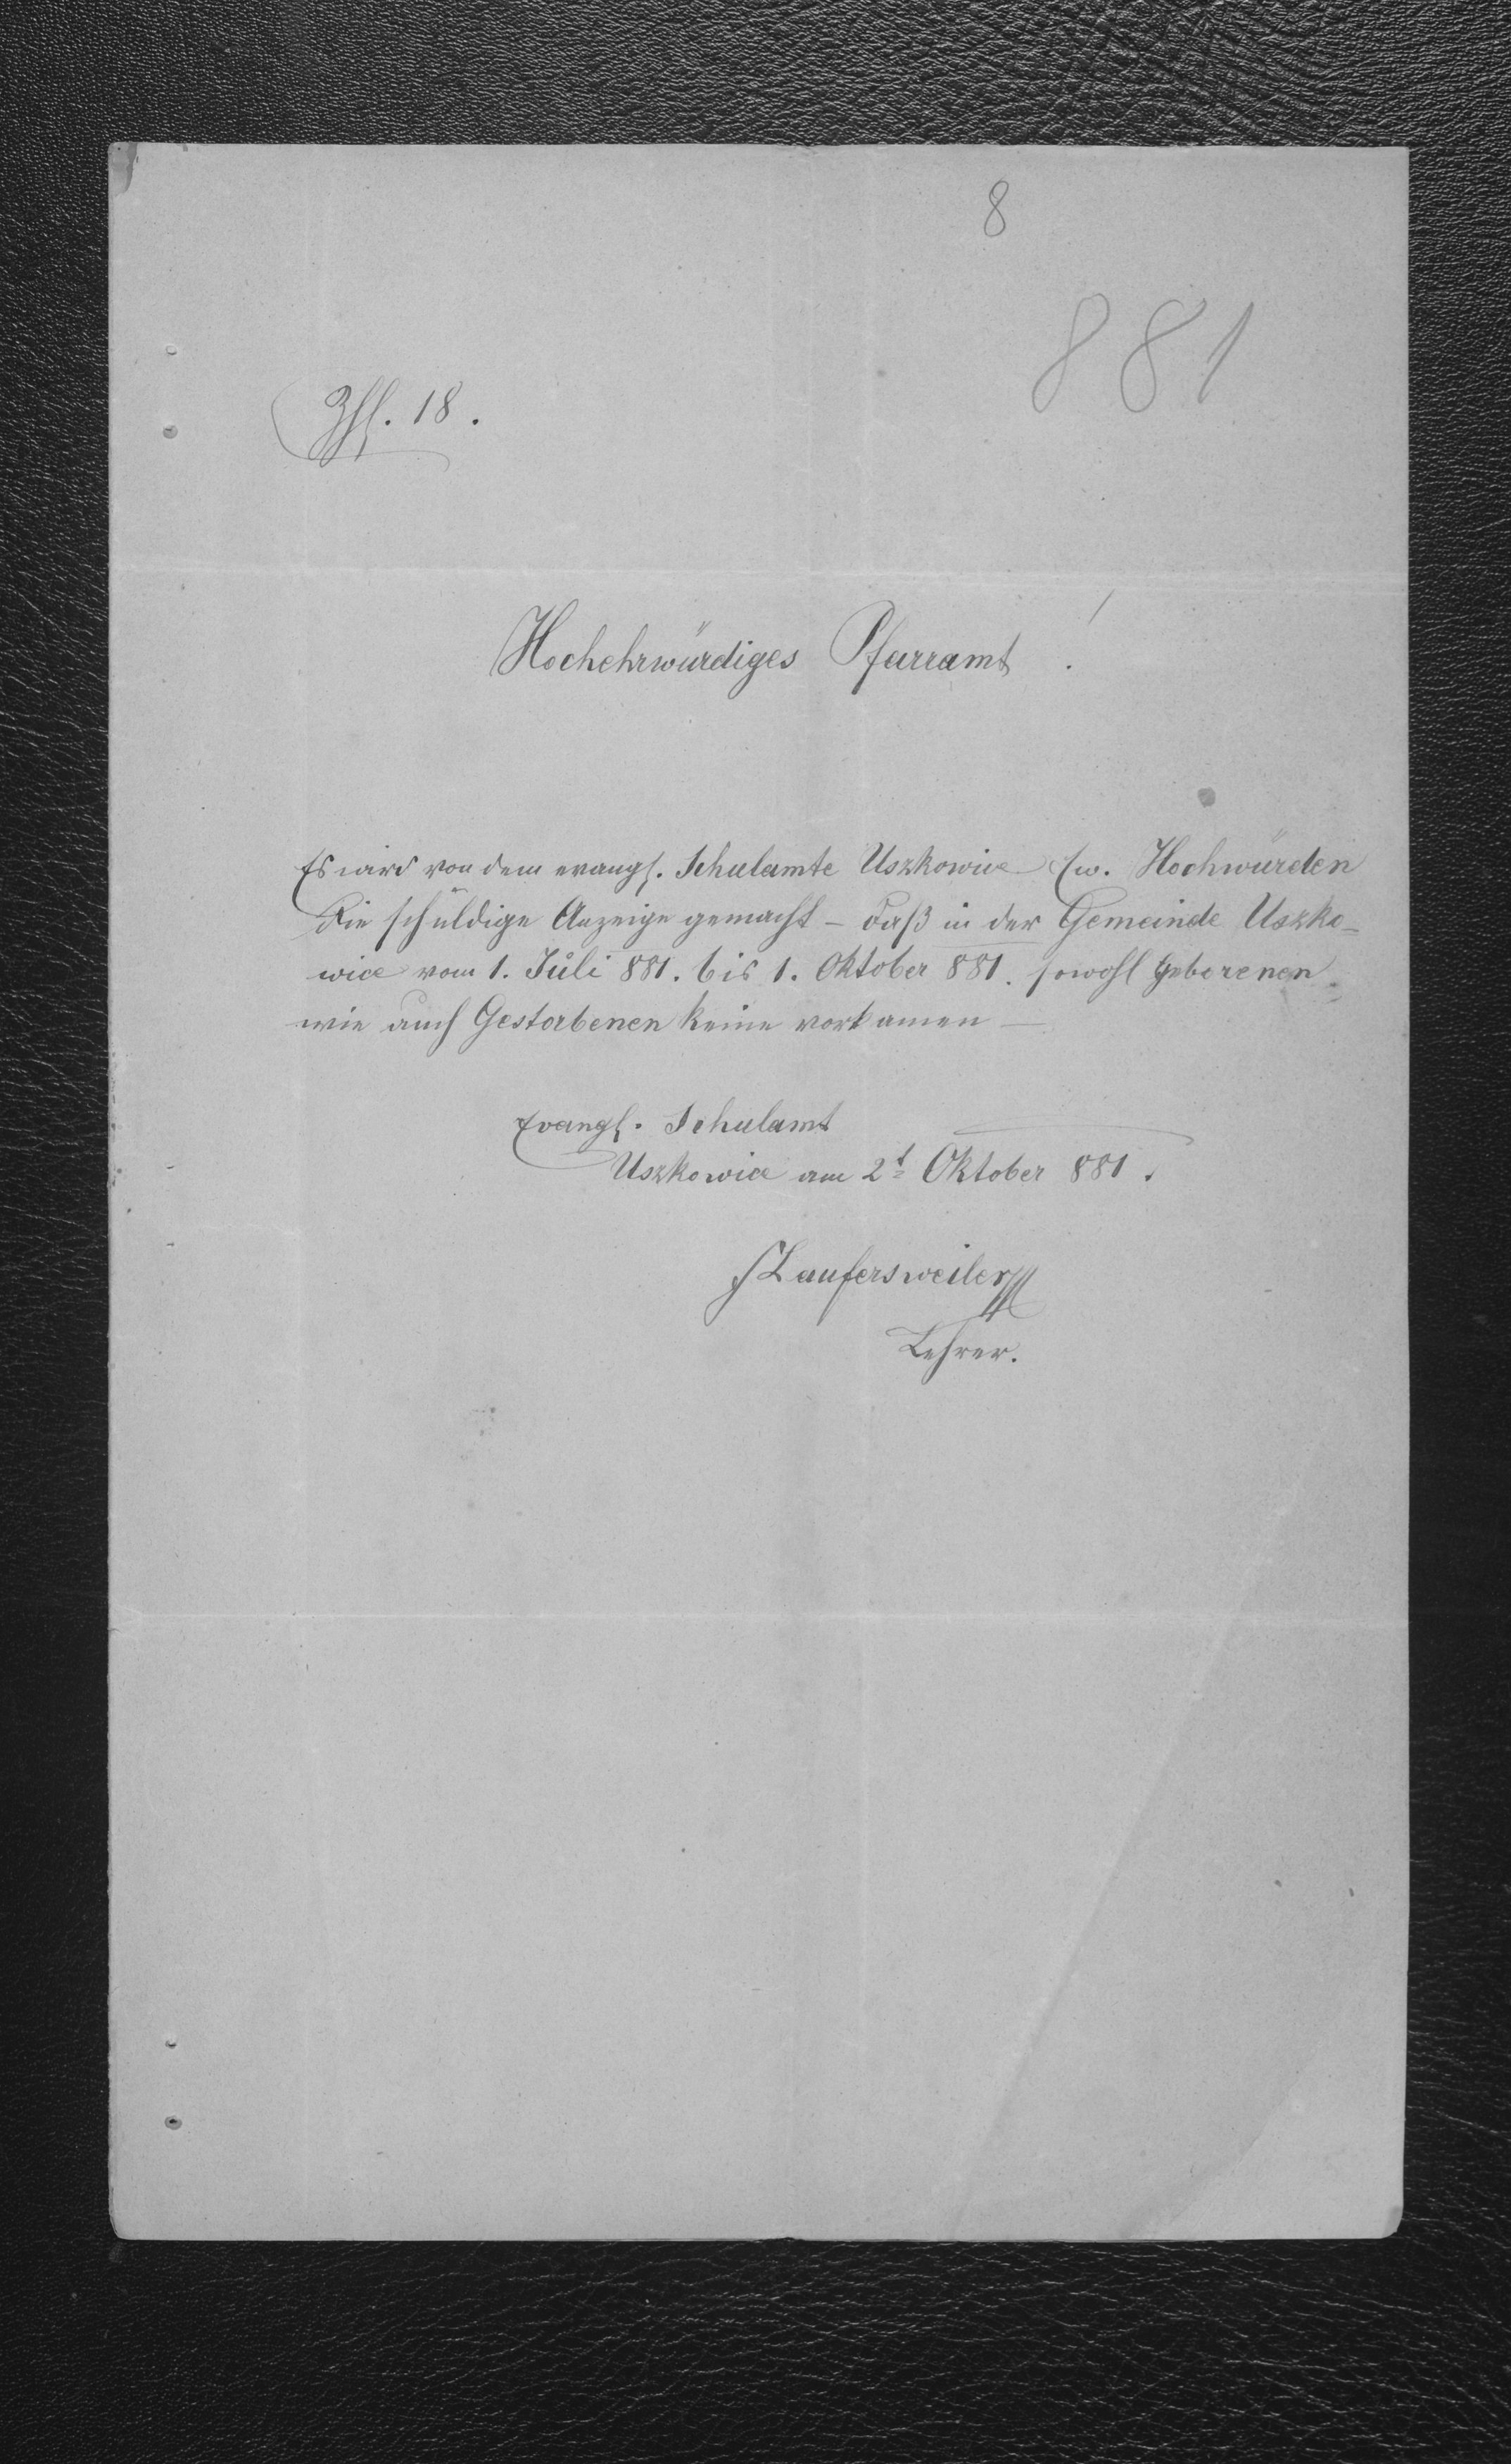 8
881
Zhl. 18.
Hochehrwürdiges Pfarramt!
Es wird von dem evangl. Schulamte Uszkowice Ew. Hochwürden
die schuldige Anzeige gemacht – daß in der Gemeinde Uszko-
wice vom 1. Juli 881. bis 1. Oktober 881. sowohl Geborenen
wie auch Gestorbenen keine vorkamen –
Evangl. Schulamt
Uszkowice am 2t Oktober 881.
Laufersweiler
Lehrer.